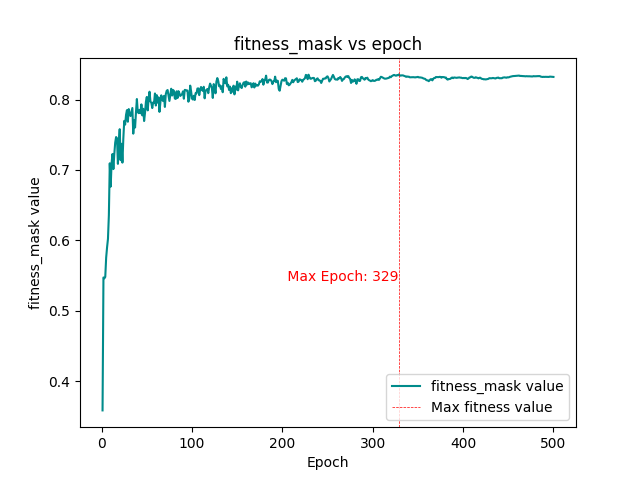 fitness_mask vs epoch
fitness_mask value
0.8
0.7
0.6
0.5
0.4
Max Epoch: 329
fitness_mask value
Max fitness value
0
100
200
300
400
500
Epoch